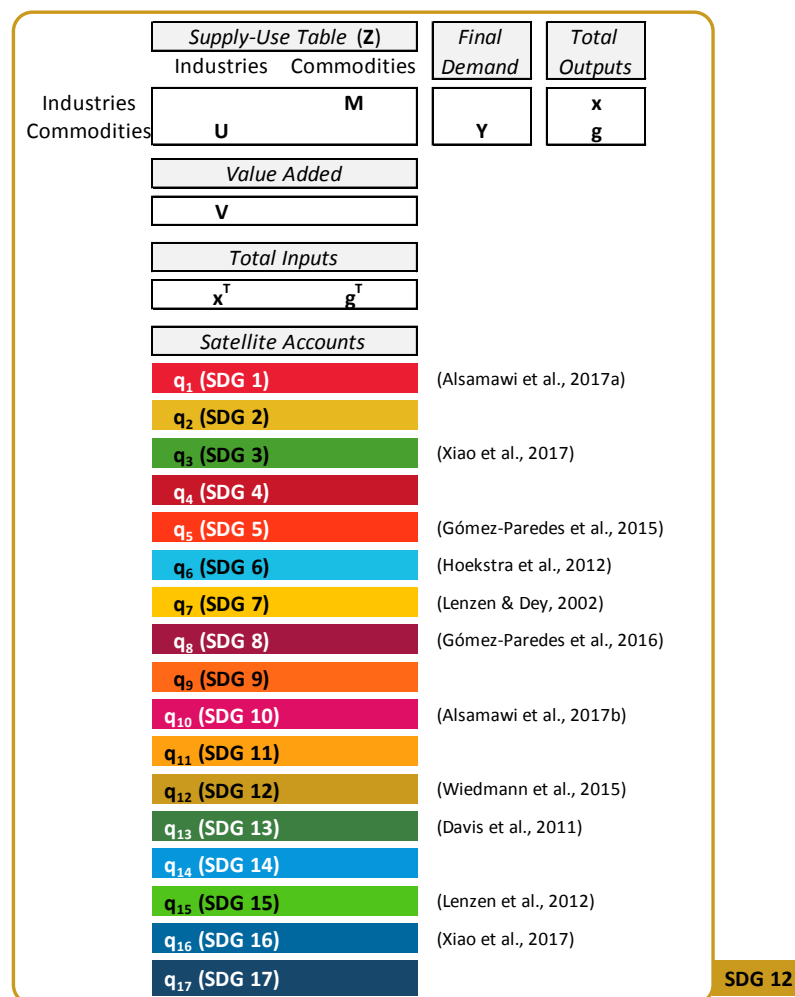 Supply-Use Table (Z) Final Total
Industries Commodities Demand Outputs
Industries M x
Commodities U Y g
Value Added
V
Total Inputs
xᵀ gᵀ
Satellite Accounts
q₁ (SDG 1) (Alsamawi et al., 2017a)
q₂ (SDG 2)
q₃ (SDG 3) (Xiao et al., 2017)
q₄ (SDG 4)
q₅ (SDG 5) (Gómez-Paredes et al., 2015)
q₆ (SDG 6) (Hoekstra et al., 2012)
q₇ (SDG 7) (Lenzen & Dey, 2002)
q₈ (SDG 8) (Gómez-Paredes et al., 2016)
q₉ (SDG 9)
q₁₀ (SDG 10) (Alsamawi et al., 2017b)
q₁₁ (SDG 11)
q₁₂ (SDG 12) (Wiedmann et al., 2015)
q₁₃ (SDG 13) (Davis et al., 2011)
q₁₄ (SDG 14)
q₁₅ (SDG 15) (Lenzen et al., 2012)
q₁₆ (SDG 16) (Xiao et al., 2017)
q₁₇ (SDG 17) SDG 12